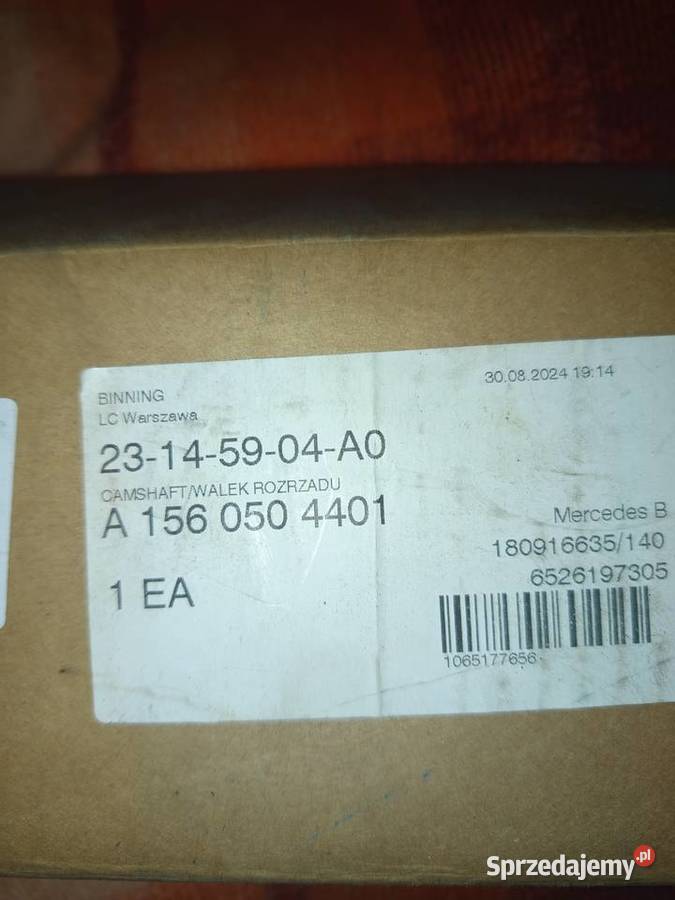 BINNING
30.08.2024 19:14
LC Warszawa
23-14-59-04-A0
CAMSHAFT/WALEK ROZRZADU
A 156 050 4401
Mercedes B
180916635/140
1 EA
6526197305
1065177656
Sprzedajemy.pl